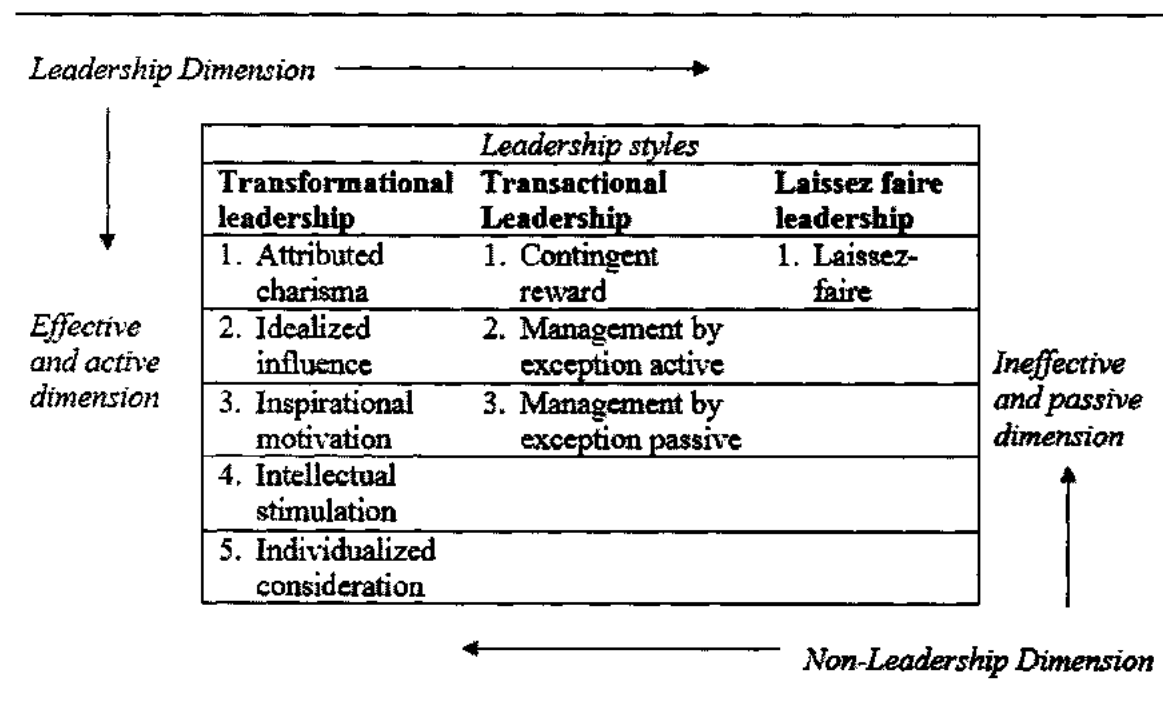 Leadership Dimension
Leadership styles
Transformational leadership
Transactional Leadership
Laissez faire leadership
1. Attributed charisma
1. Contingent reward
1. Laissez-faire
Effective and active dimension
2. Idealized influence
2. Management by exception active
3. Inspirational motivation
3. Management by exception passive
Ineffective and passive dimension
4. Intellectual stimulation
5. Individualized consideration
Non-Leadership Dimension